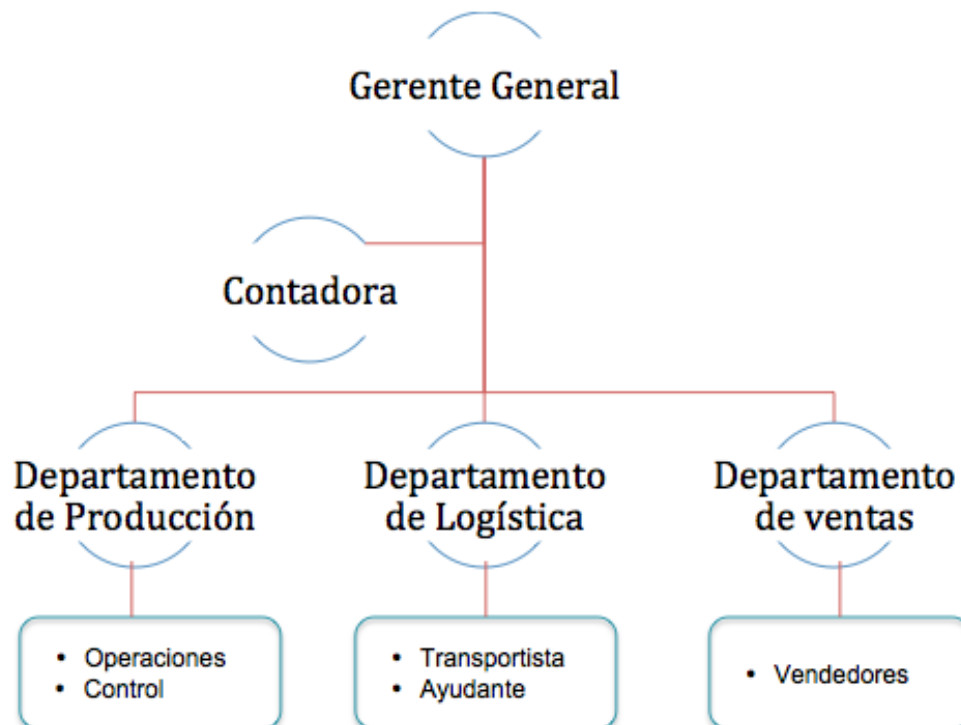 Gerente General
Contadora
Departamento
de Producción
Departamento
de Logística
Departamento
de ventas
• Operaciones
• Control
• Transportista
• Ayudante
• Vendedores